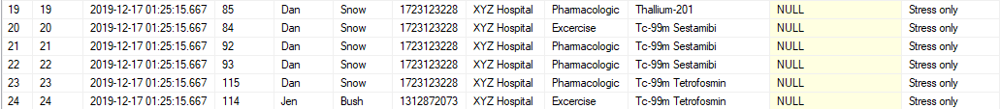 19 19 2019-12-17 01:25:15.667 85 Dan Snow 1723123228 XYZ Hospital Pharmacologic Thallium-201 NULL Stress only
20 20 2019-12-17 01:25:15.667 84 Dan Snow 1723123228 XYZ Hospital Excercise Tc-99m Sestamibi NULL Stress only
21 21 2019-12-17 01:25:15.667 92 Dan Snow 1723123228 XYZ Hospital Pharmacologic Tc-99m Sestamibi NULL Stress only
22 22 2019-12-17 01:25:15.667 93 Dan Snow 1723123228 XYZ Hospital Pharmacologic Tc-99m Sestamibi NULL Stress only
23 23 2019-12-17 01:25:15.667 115 Dan Snow 1723123228 XYZ Hospital Pharmacologic Tc-99m Tetrofosmin NULL Stress only
24 24 2019-12-17 01:25:15.667 114 Jen Bush 1312872073 XYZ Hospital Excercise Tc-99m Tetrofosmin NULL Stress only